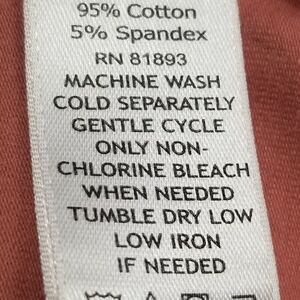 95% Cotton
5% Spandex
RN 81893
MACHINE WASH
COLD SEPARATELY
GENTLE CYCLE
ONLY NON-
CHLORINE BLEACH
WHEN NEEDED
TUMBLE DRY LOW
LOW IRON
IF NEEDED